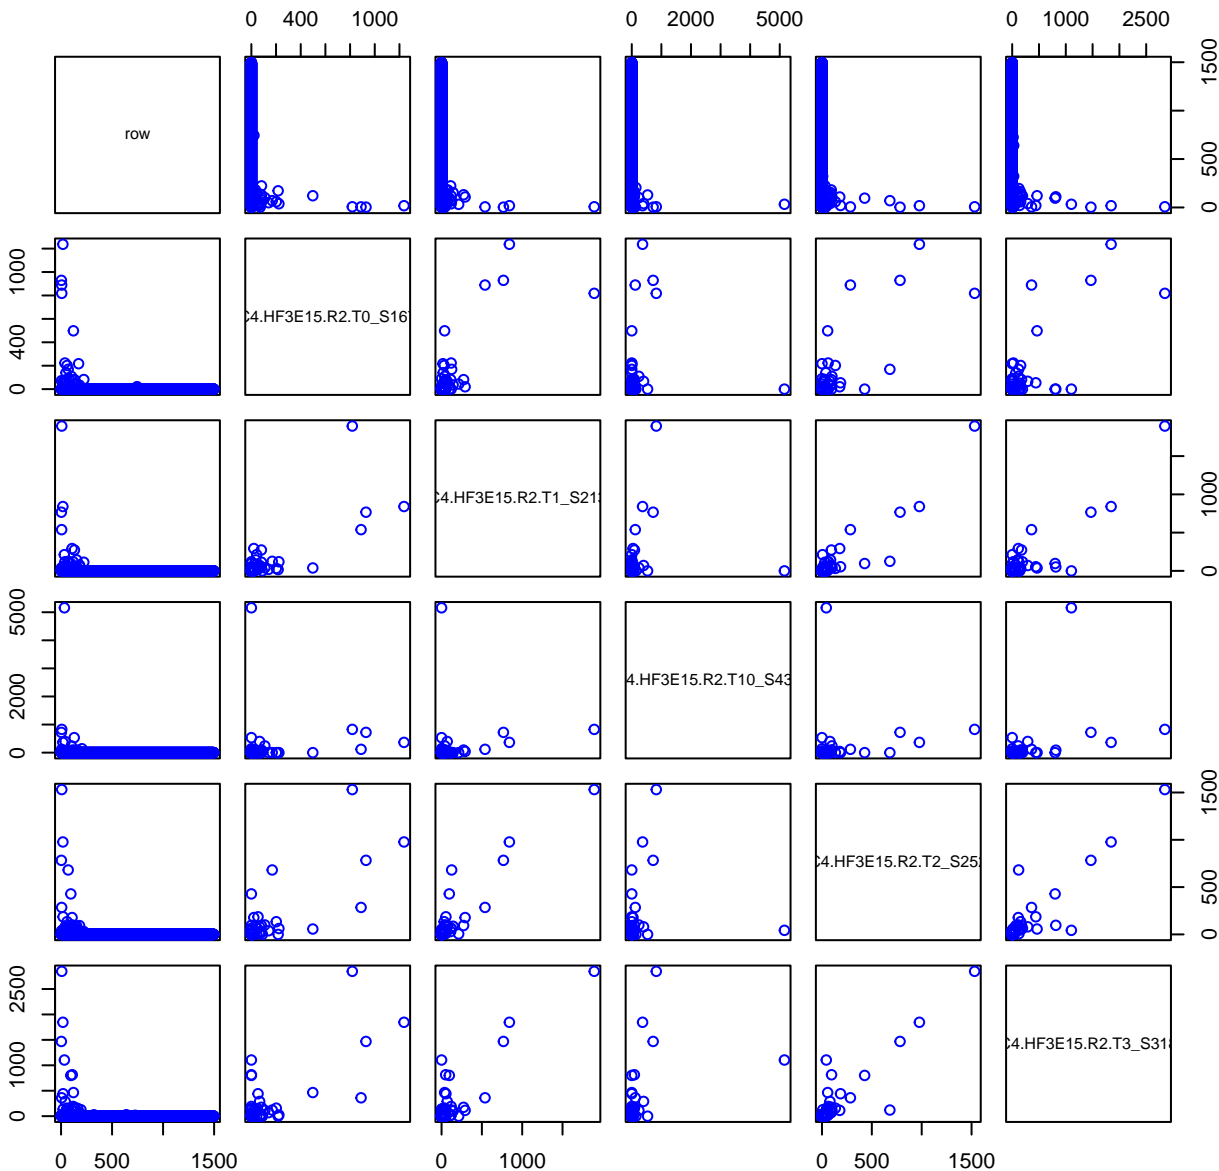 0 400 1000 0 2000 5000 0 1000 2500
row 0 500 1500
0 400 1000 C4.HF3E15.R2.T0_S16
C4.HF3E15.R2.T1_S21 0 1000
0 2000 5000 4.HF3E15.R2.T10_S43
C4.HF3E15.R2.T2_S25 0 500 1500
0 1000 2500 C4.HF3E15.R2.T3_S31
0 500 1500 0 1000 0 500 1500